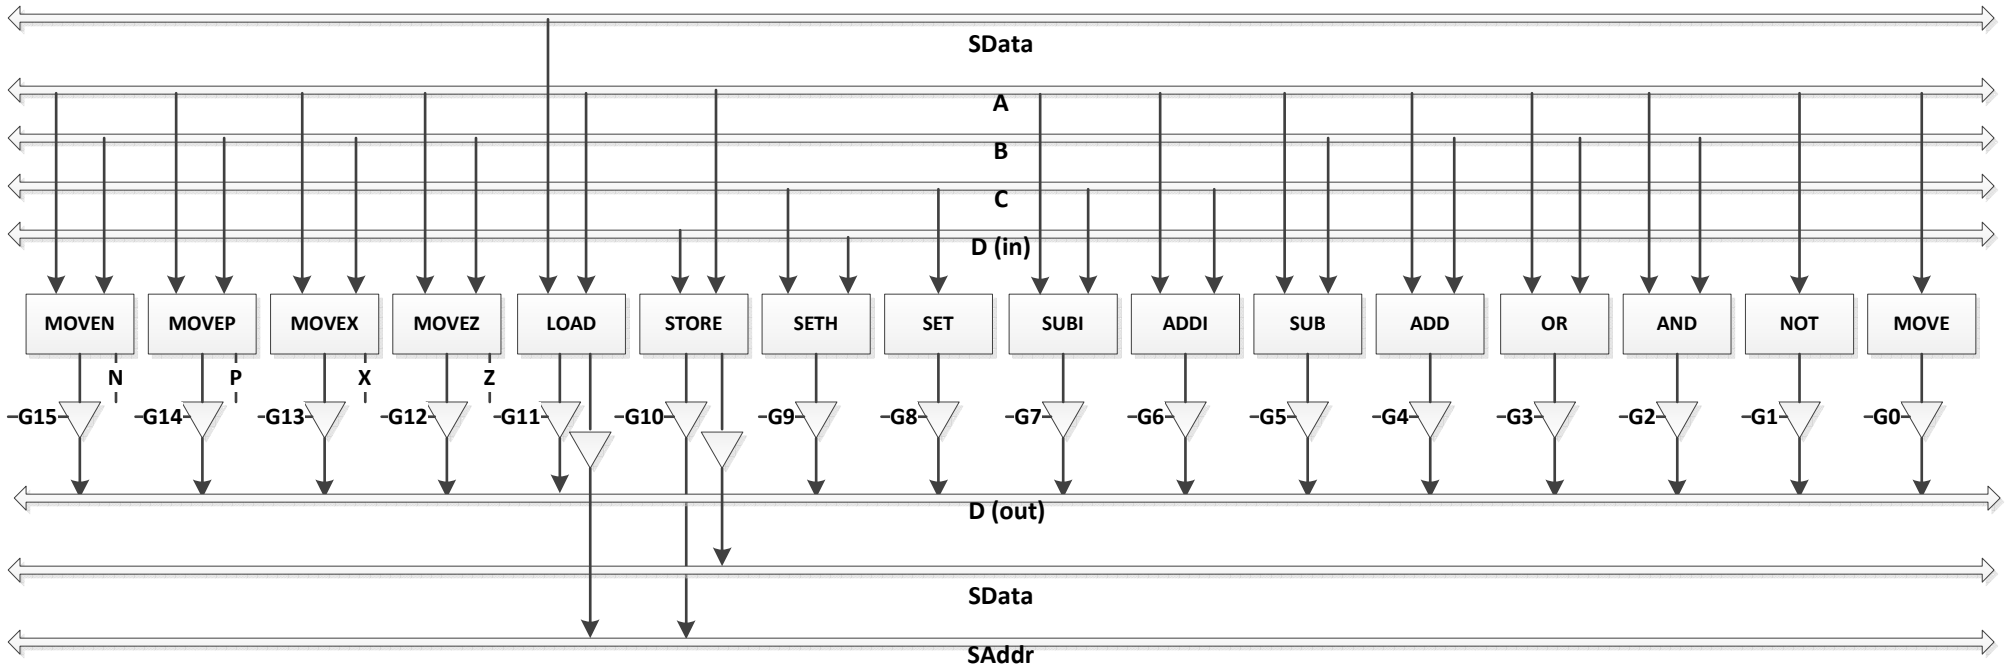 SData
A
B
C
D (in)
MOVEN MOVEP MOVEX MOVEZ LOAD STORE SETH SET SUBI ADDI SUB ADD OR AND NOT MOVE
N P X Z
G15 G14 G13 G12 G11 G10 G9 G8 G7 G6 G5 G4 G3 G2 G1 G0
D (out)
SData
SAddr